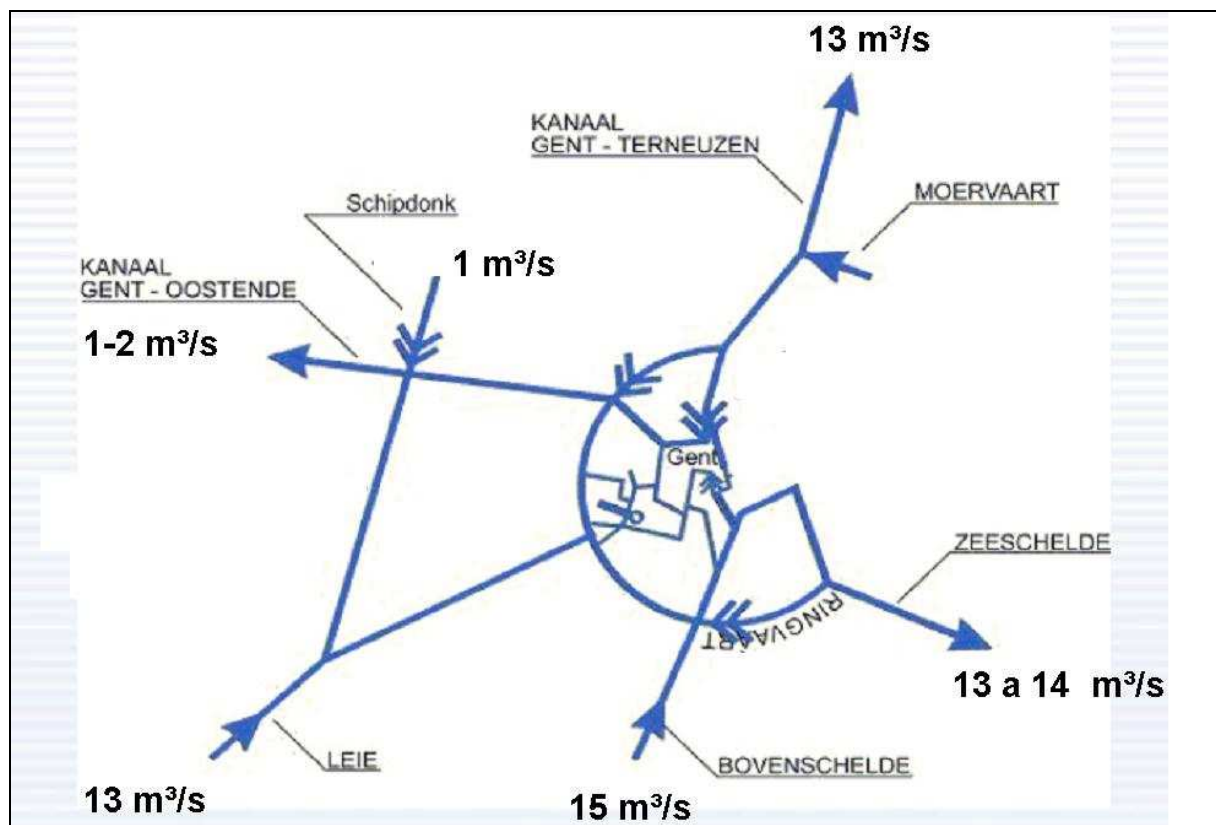 13 m³/s
KANAAL
GENT - TERNEUZEN
MOERVAART
Schipdonk
1 m³/s
KANAAL
GENT - OOSTENDE
1-2 m³/s
Gent
ZEESCHELDE
RINGVAART
13 a 14 m³/s
LEIE
BOVENSCHELDE
13 m³/s
15 m³/s